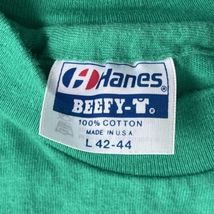 Hanes
BEEFY-T®
100% COTTON
MADE IN U.S.A
L 42-44